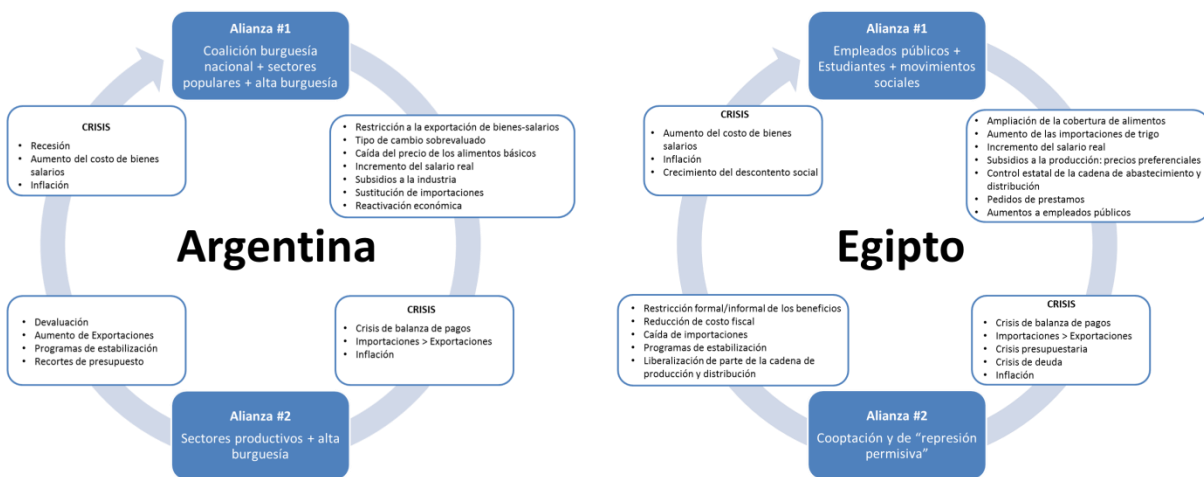 Alianza #1
Coalición burguesía
nacional + sectores
populares + alta burguesía
CRISIS
• Recesión
• Aumento del costo de bienes
salarios
• Inflación
• Restricción a la exportación de bienes-salarios
• Tipo de cambio sobrevaluado
• Caída del precio de los alimentos básicos
• Incremento del salario real
• Subsidios a la industria
• Sustitución de importaciones
• Reactivación económica
Argentina
• Devaluación
• Aumento de Exportaciones
• Programas de estabilización
• Recortes de presupuesto
CRISIS
• Crisis de balanza de pagos
• Importaciones > Exportaciones
• Inflación
Alianza #2
Sectores productivos + alta
burguesía
Alianza #1
Empleados públicos +
Estudiantes + movimientos
sociales
CRISIS
• Aumento del costo de bienes
salarios
• Inflación
• Crecimiento del descontento social
• Ampliación de la cobertura de alimentos
• Aumento de las importaciones de trigo
• Incremento del salario real
• Subsidios a la producción: precios preferenciales
• Control estatal de la cadena de abastecimiento y
distribución
• Pedidos de prestamos
• Aumentos a empleados públicos
Egipto
• Restricción formal/informal de los beneficios
• Reducción de costo fiscal
• Caída de importaciones
• Programas de estabilización
• Liberalización de parte de la cadena de
producción y distribución
CRISIS
• Crisis de balanza de pagos
• Importaciones > Exportaciones
• Crisis presupuestaria
• Crisis de deuda
• Inflación
Alianza #2
Cooptación y de “represión
permisiva”